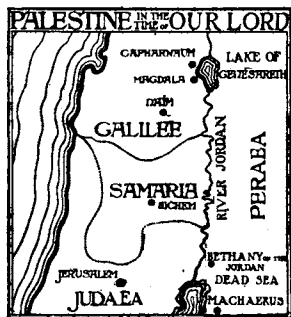 PALESTINE IN THE TIME OF OUR LORD
CAPHARNAUM
LAKE OF
GENESARETH
MAGDALA
NAIM
GALILEE
RIVER JORDAN
PERAEA
SAMARIA
SICHEM
BETHANY OF THE
JORDAN
JERUSALEM
DEAD SEA
JUDAEA
MACHAERUS